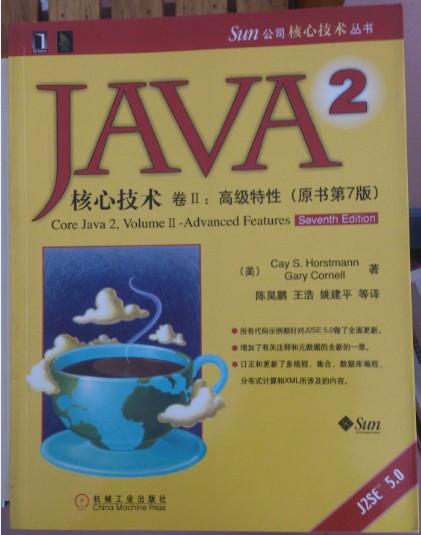 Sun 公司核心技术丛书
JAVA 2
核心技术 卷II：高级特性（原书第7版）
Core Java 2, Volume II -Advanced Features Seventh Edition
（美） Cay S. Horstmann
Gary Cornell 著
陈昊鹏 王浩 姚建平 等译
所有代码示例都针对J2SE 5.0做了全面更新。
增加了有关注释和元数据的全新的一章。
订正和更新了多线程、集合、数据库编程、
分布式计算和XML所涉及的内容。
Sun
J2SE™ 5.0
机械工业出版社
China Machine Press